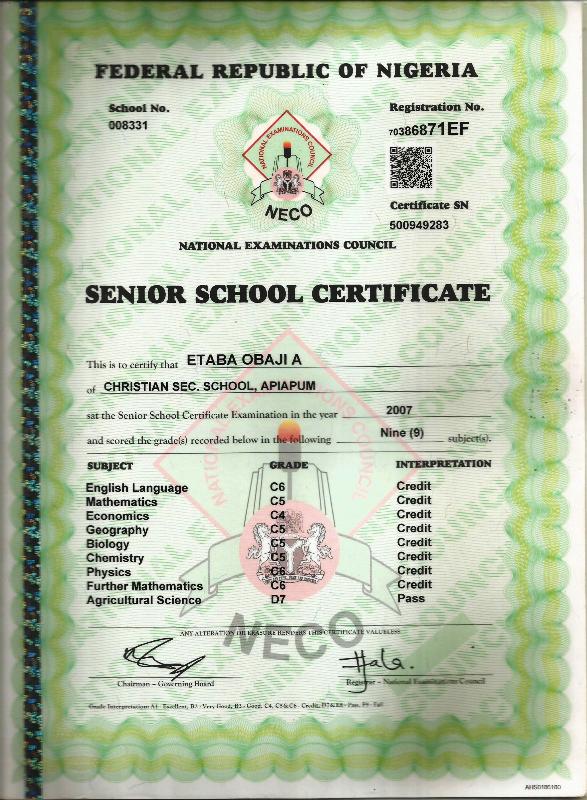 FEDERAL REPUBLIC OF NIGERIA
School No.
008331
Registration No.
70386871EF
NATIONAL EXAMINATIONS COUNCIL
NECO
Certificate SN
500949283
NATIONAL EXAMINATIONS COUNCIL
SENIOR SCHOOL CERTIFICATE
This is to certify that ETABA OBAJI A
of CHRISTIAN SEC. SCHOOL, APIAPUM
sat the Senior School Certificate Examination in the year 2007
and scored the grade(s) recorded below in the following Nine (9) subject(s).
SUBJECT GRADE INTERPRETATION
English Language C6 Credit
Mathematics C5 Credit
Economics C4 Credit
Geography C5 Credit
Biology C5 Credit
Chemistry C5 Credit
Physics C6 Credit
Further Mathematics C6 Credit
Agricultural Science D7 Pass
NATIONAL EXAMINATIONS COUNCIL
NECO
ANY ALTERATION OR ERASURE RENDERS THIS CERTIFICATE VALUELESS.
Chairman - Governing Board
Registrar - National Examinations Council
Grade Interpretation: A1 - Excellent, B2 - Very Good, B3 - Good, C4, C5 & C6 - Credit, D7 & E8 - Pass, F9 - Fail